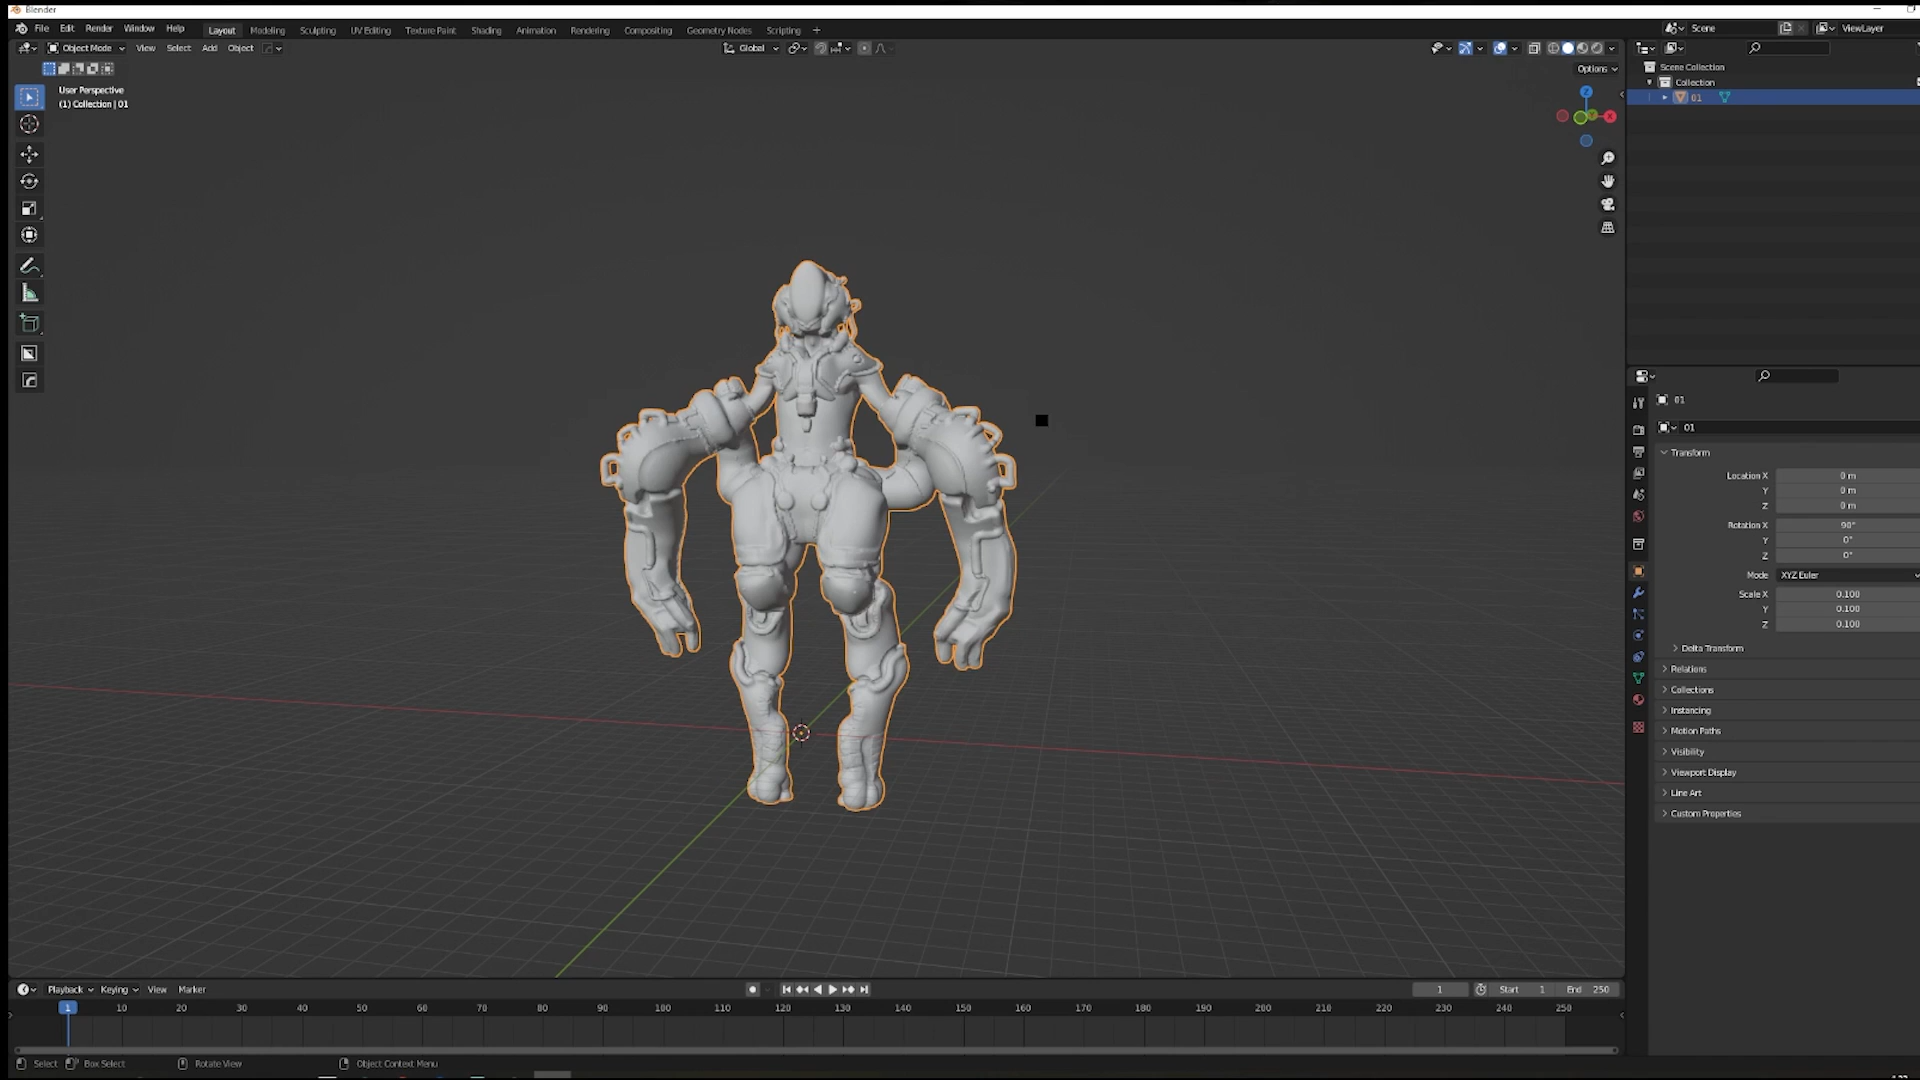 Blender
File Edit Render Window Help Layout Modeling Sculpting UV Editing Texture Paint Shading Animation Rendering Compositing Geometry Nodes Scripting + Scene ViewLayer
Object Mode View Select Add Object Global
Options
User Perspective
(1) Collection | 01
Z
X
Y
Scene Collection
Collection
01
01
01
Transform
Location X 0 m
Y 0 m
Z 0 m
Rotation X 90°
Y 0°
Z 0°
Mode XYZ Euler
Scale X 0.100
Y 0.100
Z 0.100
Delta Transform
Relations
Collections
Instancing
Motion Paths
Visibility
Viewport Display
Line Art
Custom Properties
Playback Keying View Marker 1 Start 1 End 250
1 10 20 30 40 50 60 70 80 90 100 110 120 130 140 150 160 170 180 190 200 210 220 230 240 250
Select Box Select Rotate View Object Context Menu